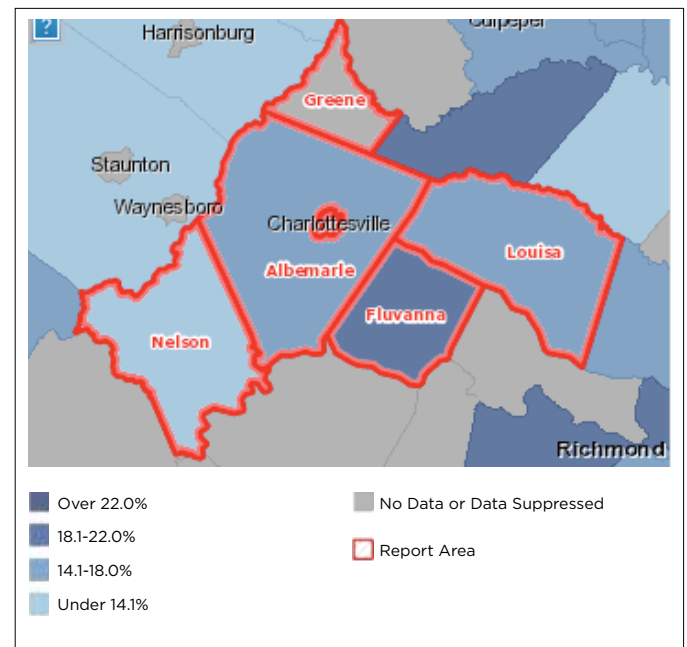 ?
Harrisonburg
Culpeper
Greene
Staunton
Waynesboro
Charlottesville
Albemarle
Louisa
Fluvanna
Nelson
Richmond
Over 22.0%
18.1-22.0%
14.1-18.0%
Under 14.1%
No Data or Data Suppressed
Report Area